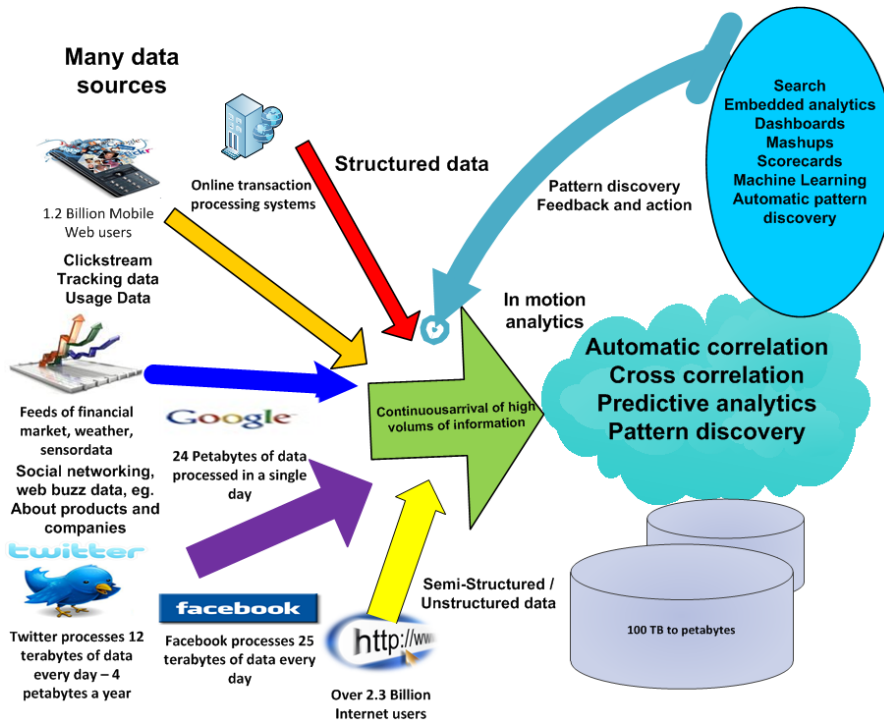 Many data
sources
1.2 Billion Mobile
Web users
Online transaction
processing systems
Structured data
Clickstream
Tracking data
Usage Data
Feeds of financial
market, weather,
sensordata
Google
24 Petabytes of data
processed in a single
day
Social networking,
web buzz data, eg.
About products and
companies
twitter
Twitter processes 12
terabytes of data
every day – 4
petabytes a year
facebook
Facebook processes 25
terabytes of data every
day
http://ww
Over 2.3 Billion
Internet users
Semi-Structured /
Unstructured data
Continuousarrival of high
volums of information
In motion
analytics
Pattern discovery
Feedback and action
Search
Embedded analytics
Dashboards
Mashups
Scorecards
Machine Learning
Automatic pattern
discovery
Automatic correlation
Cross correlation
Predictive analytics
Pattern discovery
100 TB to petabytes